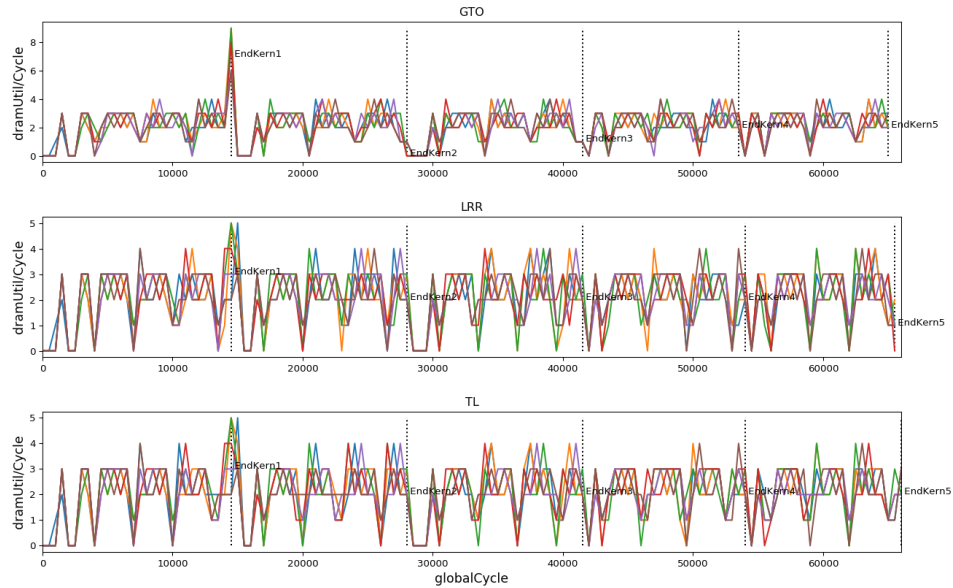 GTO
dramUtil/Cycle
8
6
4
2
0
EndKern1
EndKern2
EndKern3
EndKern4
EndKern5
0 10000 20000 30000 40000 50000 60000
LRR
dramUtil/Cycle
5
4
3
2
1
0
EndKern1
EndKern2
EndKern3
EndKern4
EndKern5
0 10000 20000 30000 40000 50000 60000
TL
dramUtil/Cycle
5
4
3
2
1
0
EndKern1
EndKern2
EndKern3
EndKern4
EndKern5
0 10000 20000 30000 40000 50000 60000
globalCycle